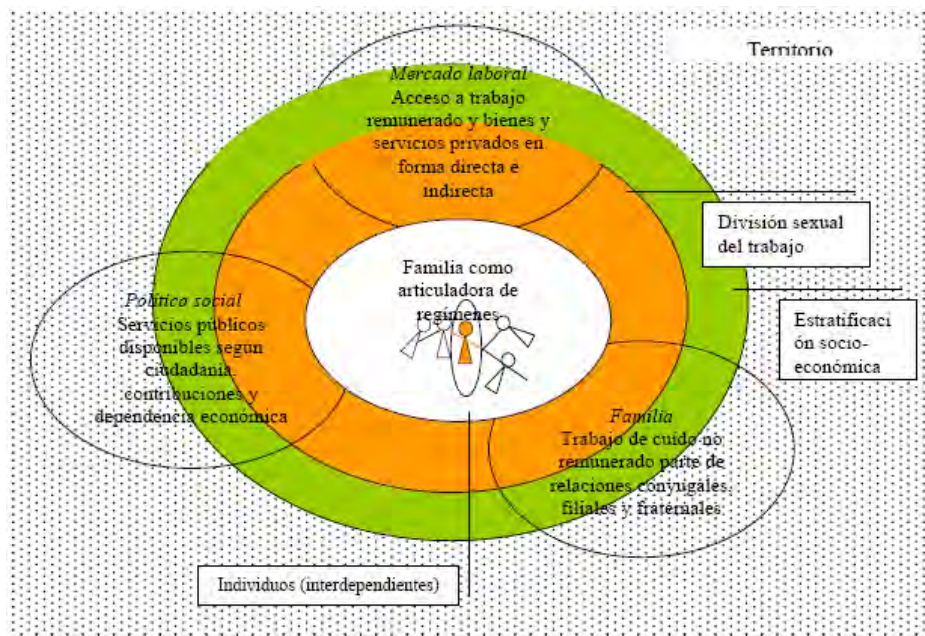 Territorio
Mercado laboral
Acceso a trabajo
remunerado y bienes y
servicios privados en
forma directa e
indirecta
División sexual
del trabajo
Familia como
articuladora de
regímenes
Político social
Servicios públicos
disponibles según
ciudadanía,
contribuciones y
dependencia económica
Estratificaci
ón socio-
económica
Familia
Trabajo de cuido no
remunerado parte de
relaciones conyugales,
filiales y fraternales
Individuos (interdependientes)